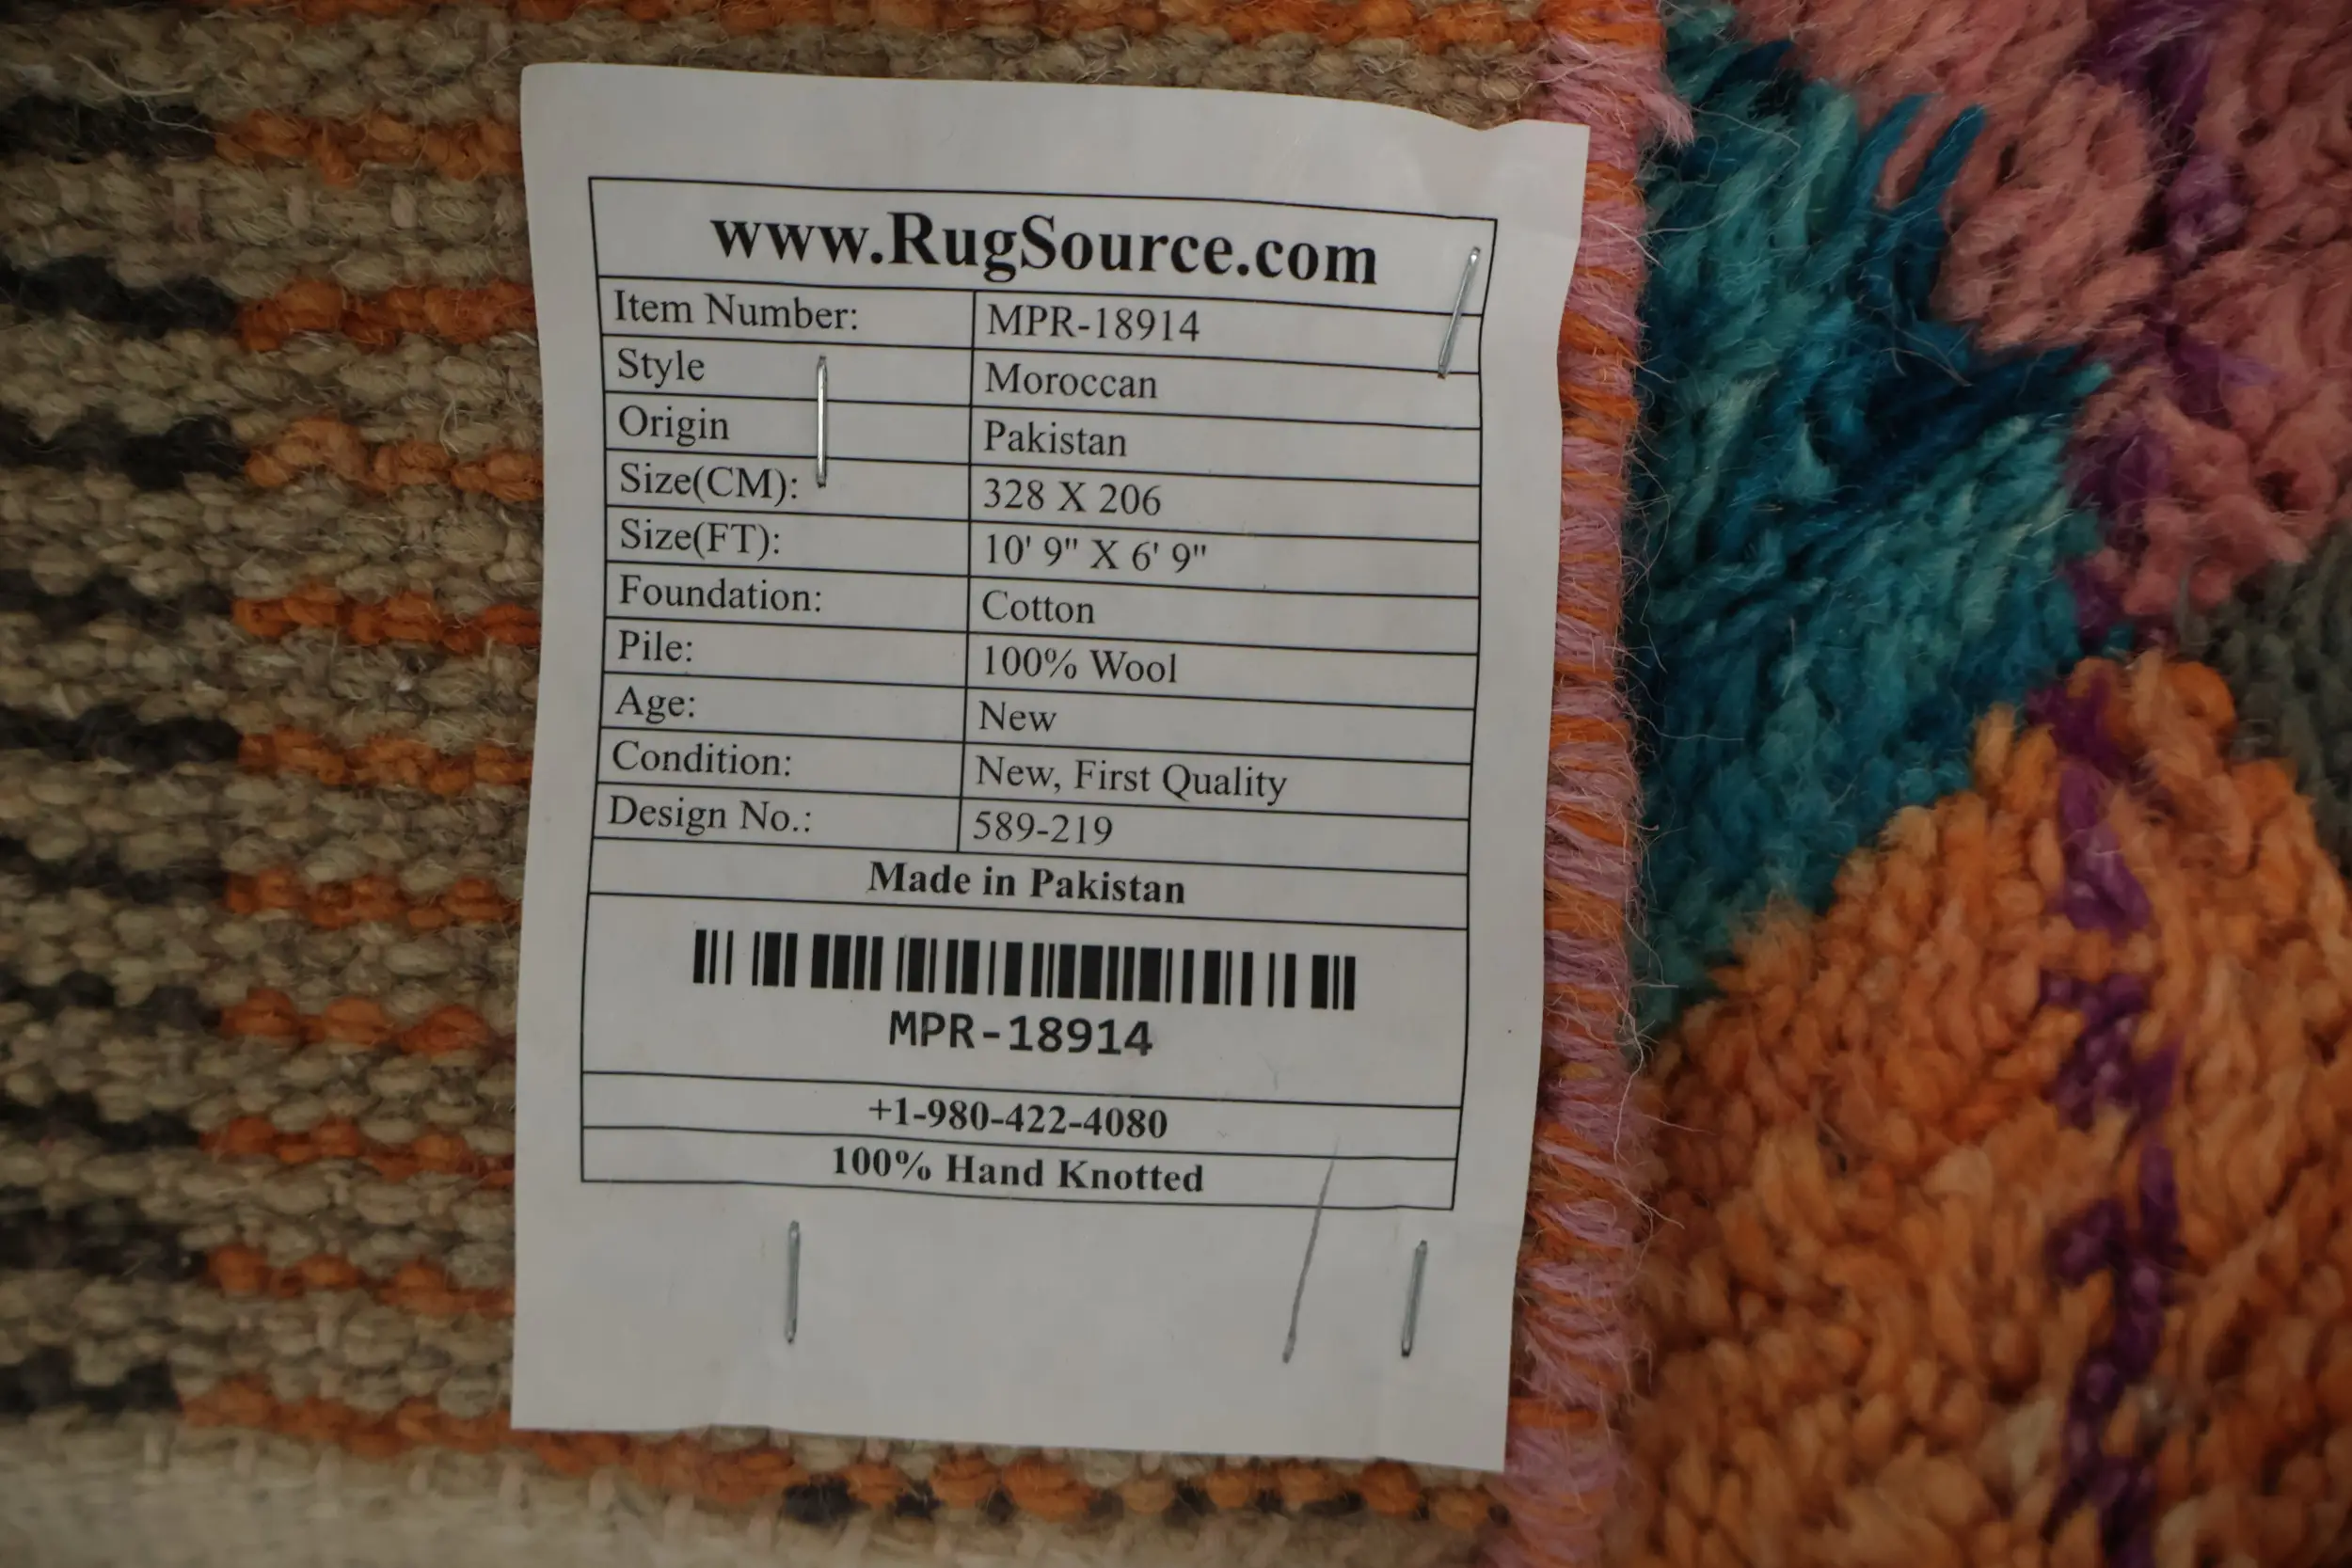 www.RugSource.com
Item Number: MPR-18914
Style Moroccan
Origin Pakistan
Size(CM): 328 X 206
Size(FT): 10' 9" X 6' 9"
Foundation: Cotton
Pile: 100% Wool
Age: New
Condition: New, First Quality
Design No.: 589-219
Made in Pakistan
MPR-18914
+1-980-422-4080
100% Hand Knotted